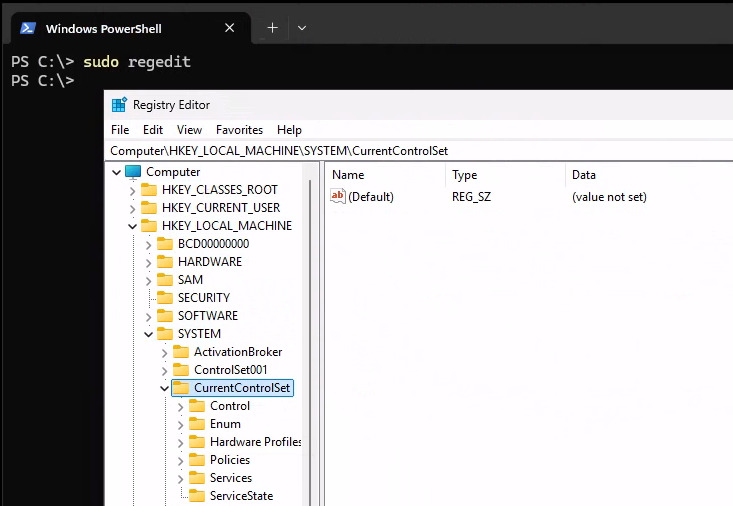 Windows PowerShell
PS C:\> sudo regedit
PS C:\>
Registry Editor
File Edit View Favorites Help
Computer\HKEY_LOCAL_MACHINE\SYSTEM\CurrentControlSet
Computer
HKEY_CLASSES_ROOT
HKEY_CURRENT_USER
HKEY_LOCAL_MACHINE
BCD00000000
HARDWARE
SAM
SECURITY
SOFTWARE
SYSTEM
ActivationBroker
ControlSet001
CurrentControlSet
Control
Enum
Hardware Profiles
Policies
Services
ServiceState
Name Type Data
ab (Default) REG_SZ (value not set)